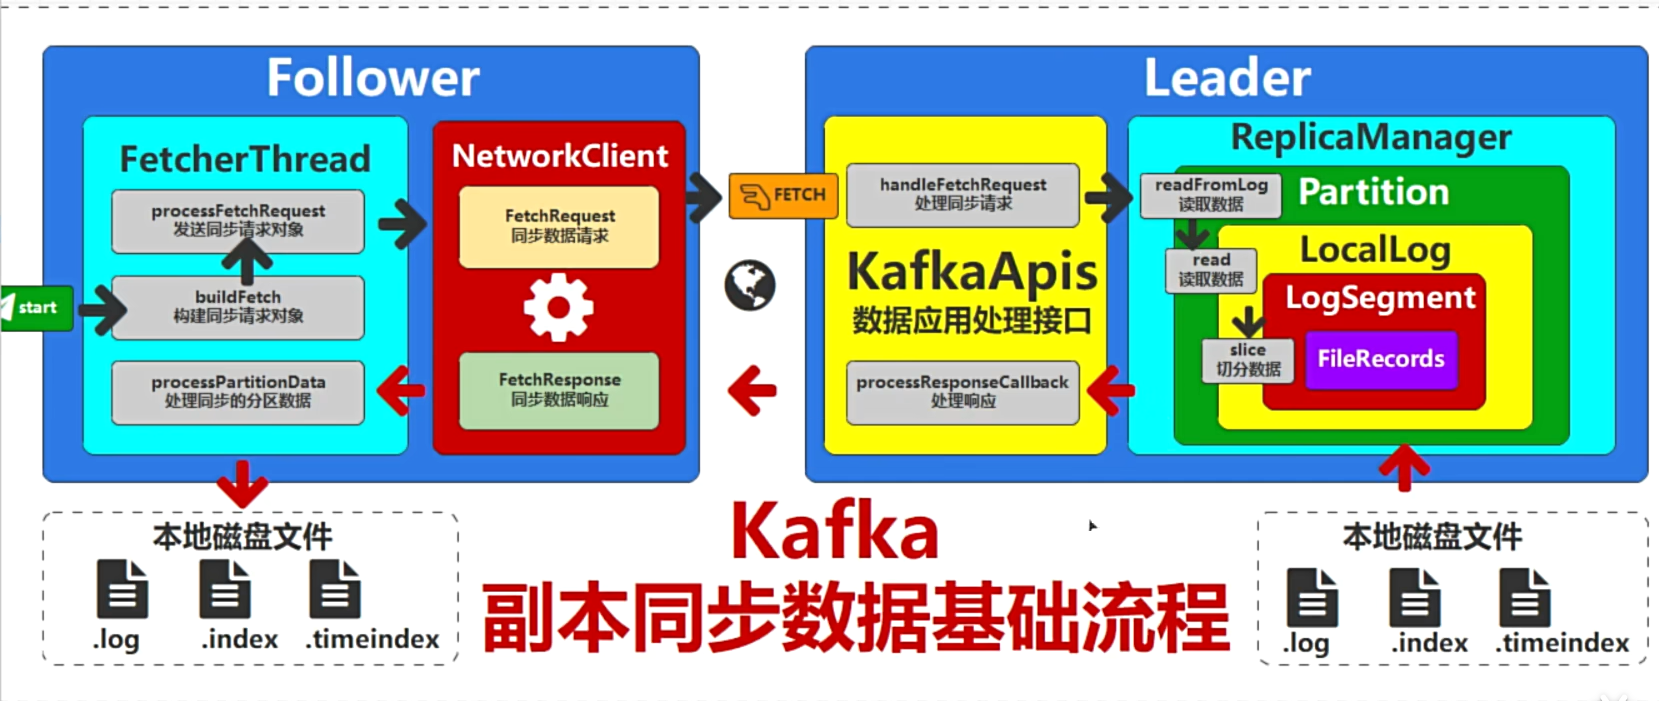 Follower
FetcherThread
processFetchRequest
发送同步请求对象
start
buildFetch
构建同步请求对象
processPartitionData
处理同步的分区数据
NetworkClient
FetchRequest
同步数据请求
FetchResponse
同步数据响应
FETCH
Leader
handleFetchRequest
处理同步请求
KafkaApis
数据应用处理接口
processResponseCallback
处理响应
ReplicaManager
readFromLog
读取数据
Partition
read
读取数据
LocalLog
LogSegment
slice
切分数据
FileRecords
本地磁盘文件
.log
.index
.timeindex
Kafka
副本同步数据基础流程
本地磁盘文件
.log
.index
.timeindex